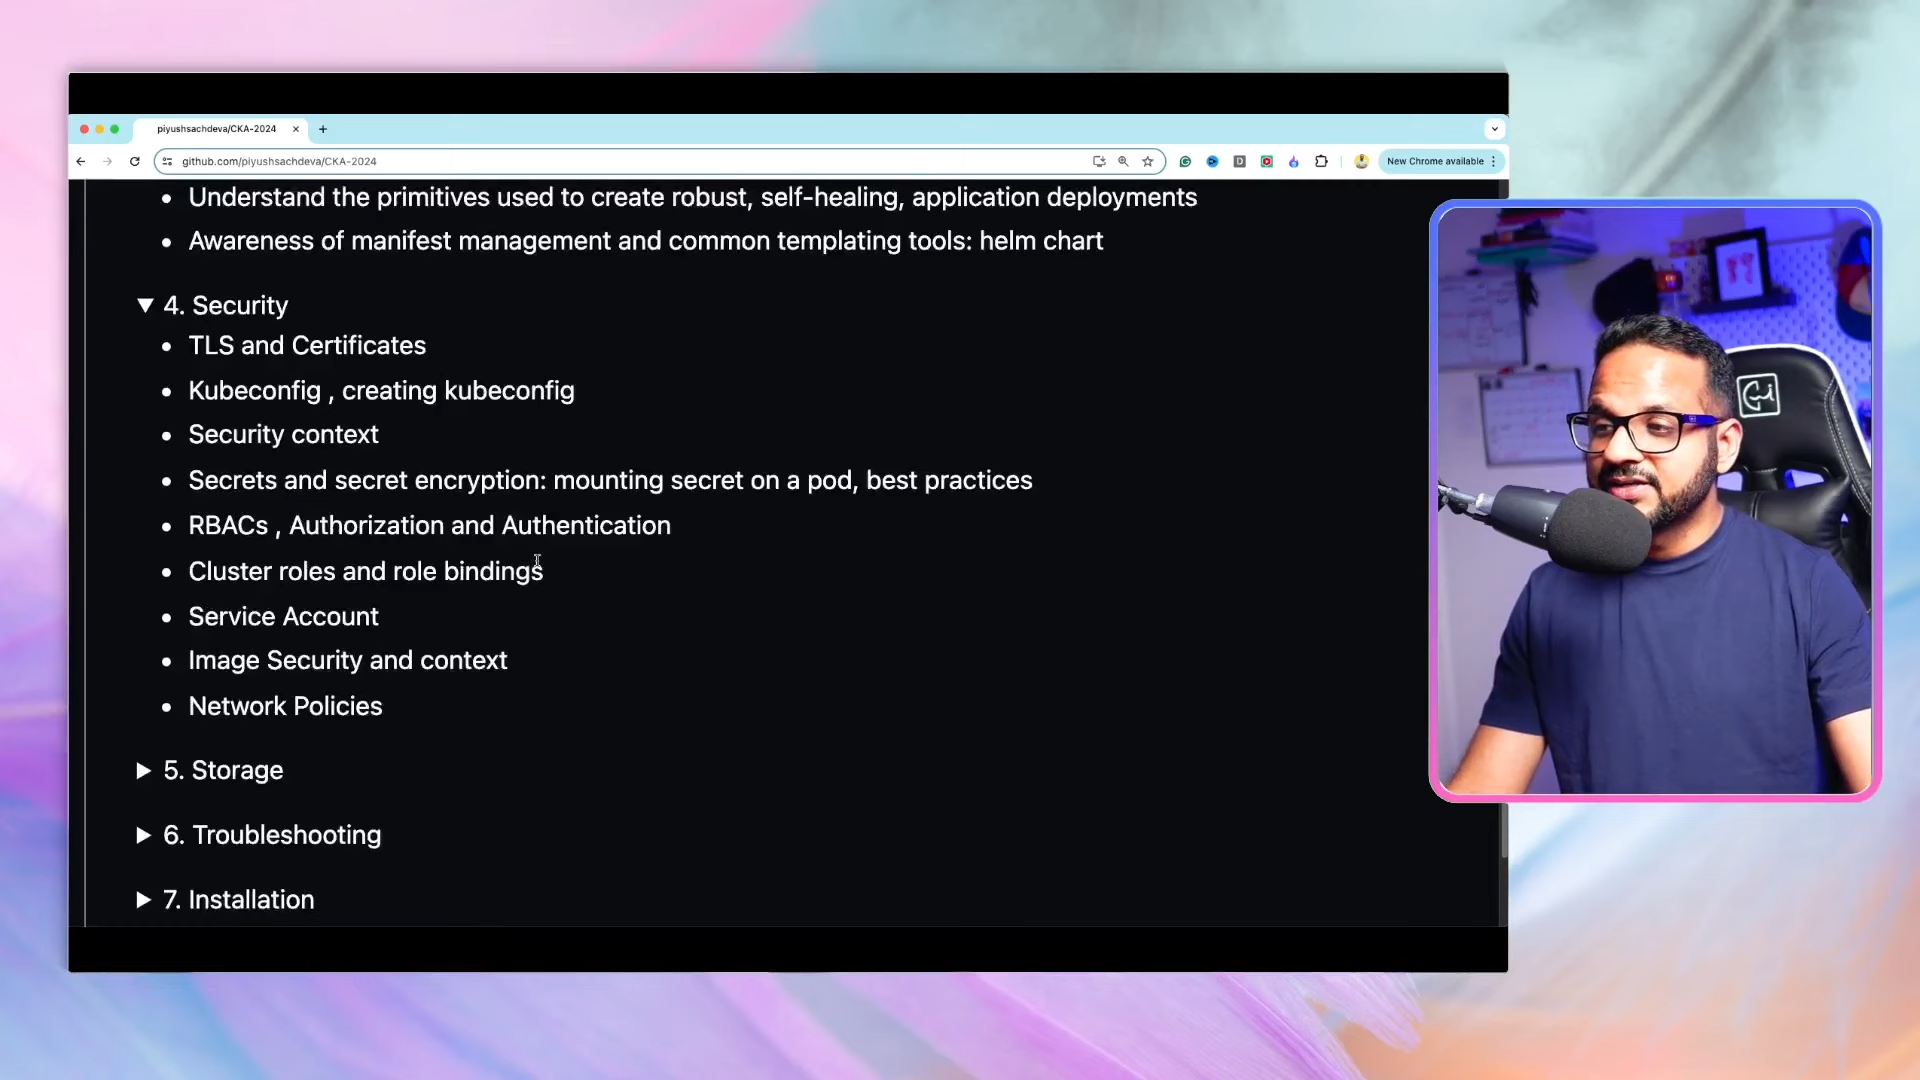 piyushsachdeva/CKA-2024
github.com/piyushsachdeva/CKA-2024
New Chrome available
• Understand the primitives used to create robust, self-healing, application deployments
• Awareness of manifest management and common templating tools: helm chart
▼ 4. Security
• TLS and Certificates
• Kubeconfig , creating kubeconfig
• Security context
• Secrets and secret encryption: mounting secret on a pod, best practices
• RBACs , Authorization and Authentication
• Cluster roles and role bindings
• Service Account
• Image Security and context
• Network Policies
▶ 5. Storage
▶ 6. Troubleshooting
▶ 7. Installation